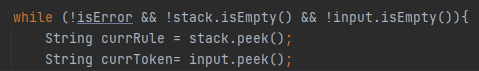 while (!isError && !stack.isEmpty() && !input.isEmpty()){
    String currRule = stack.peek();
    String currToken= input.peek();